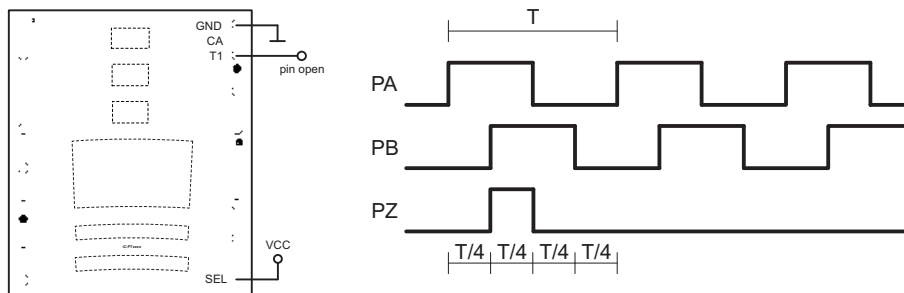 GND
CA
T1
pin open
VCC
SEL
T
PA
PB
PZ
T/4 T/4 T/4 T/4